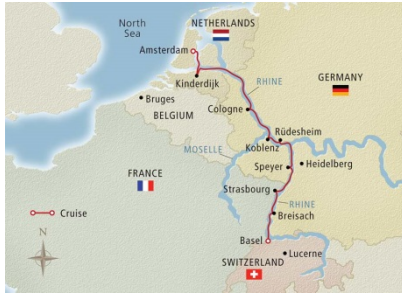 North
Sea
NETHERLANDS
Amsterdam
Kinderdijk
RHINE
GERMANY
Bruges
Cologne
BELGIUM
Rüdesheim
Koblenz
MOSELLE
Speyer
Heidelberg
FRANCE
Strasbourg
RHINE
Cruise
Breisach
N
Basel
Lucerne
SWITZERLAND